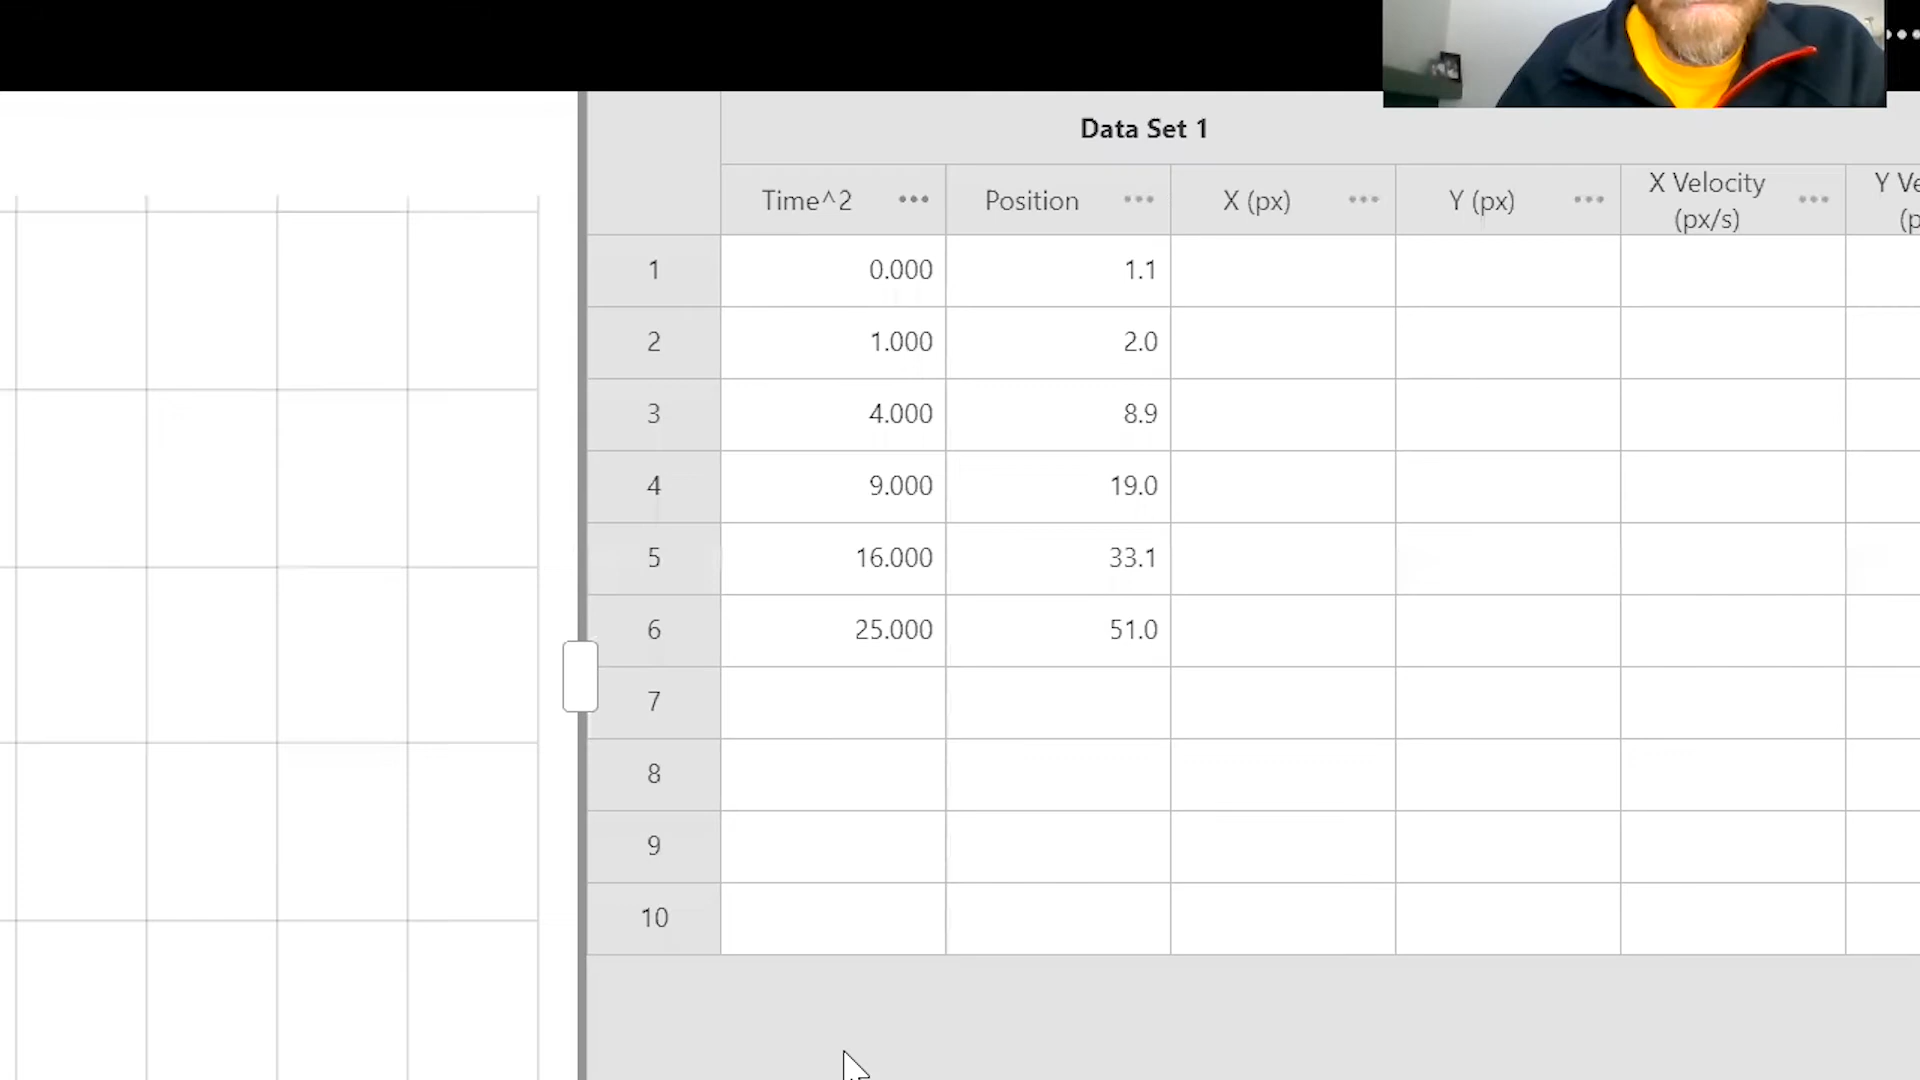 Data Set 1
Time^2 ••• Position ••• X (px) ••• Y (px) ••• X Velocity (px/s) •••
1 0.000 1.1
2 1.000 2.0
3 4.000 8.9
4 9.000 19.0
5 16.000 33.1
6 25.000 51.0
7
8
9
10